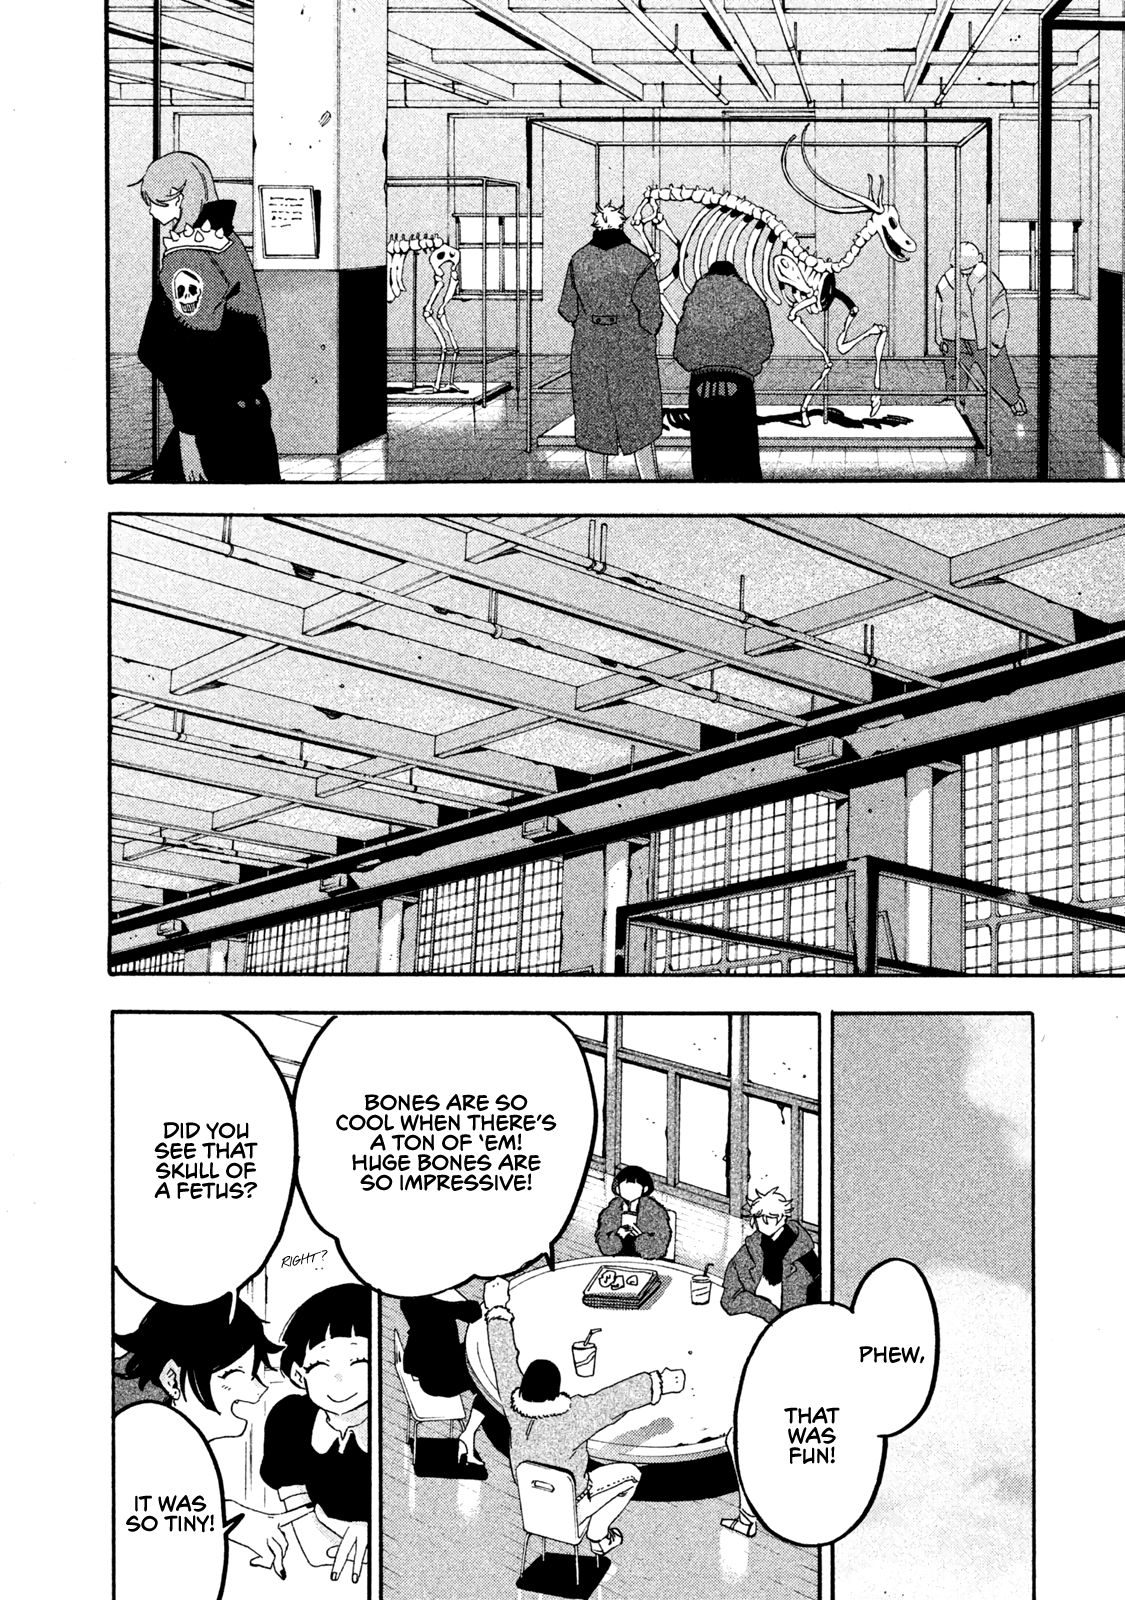 PHEW,
THAT
WAS
FUN!
BONES ARE SO
COOL WHEN THERE'S
A TON OF 'EM!
HUGE BONES ARE
SO IMPRESSIVE!
DID YOU
SEE THAT
SKULL OF
A FETUS?
RIGHT?
IT WAS
SO TINY!